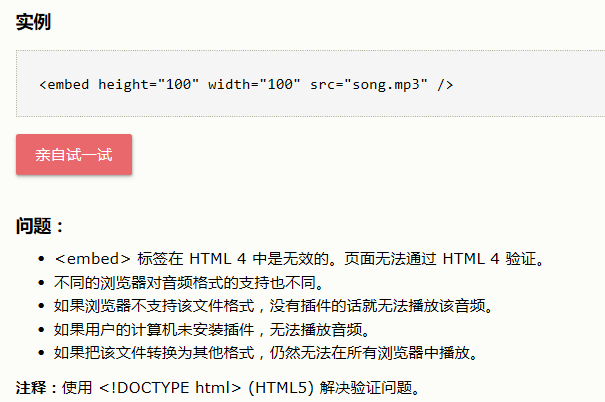 实例
<embed height="100" width="100" src="song.mp3" />
亲自试一试
问题：
• <embed> 标签在 HTML 4 中是无效的。页面无法通过 HTML 4 验证。
• 不同的浏览器对音频格式的支持也不同。
• 如果浏览器不支持该文件格式，没有插件的话就无法播放该音频。
• 如果用户的计算机未安装插件，无法播放音频。
• 如果把该文件转换为其他格式，仍然无法在所有浏览器中播放。
注释：使用 <!DOCTYPE html> (HTML5) 解决验证问题。